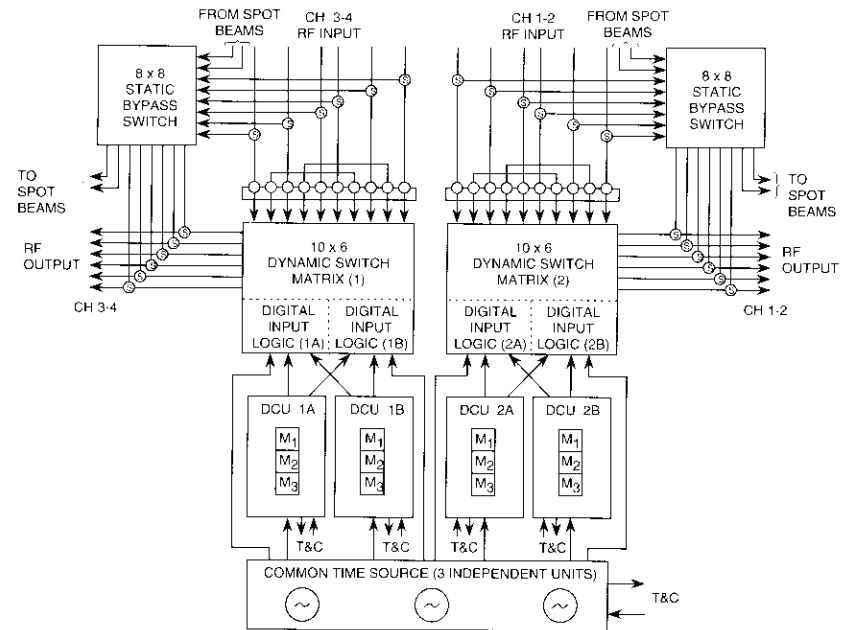 FROM SPOT
BEAMS
CH 3-4
RF INPUT
CH 1-2
RF INPUT
FROM SPOT
BEAMS
8 x 8
STATIC
BYPASS
SWITCH
8 x 8
STATIC
BYPASS
SWITCH
S S S S S S
S S S S S S
TO
SPOT
BEAMS
TO
SPOT
BEAMS
RF
OUTPUT
S S S S S S
S S S S S S
RF
OUTPUT
CH 3-4
CH 1-2
10 x 6
DYNAMIC SWITCH
MATRIX (1)
10 x 6
DYNAMIC SWITCH
MATRIX (2)
DIGITAL
INPUT
LOGIC (1A)
DIGITAL
INPUT
LOGIC (1B)
DIGITAL
INPUT
LOGIC (2A)
DIGITAL
INPUT
LOGIC (2B)
DCU 1A
M1
M2
M3
DCU 1B
M1
M2
M3
DCU 2A
M1
M2
M3
DCU 2B
M1
M2
M3
T&C
T&C
T&C
T&C
COMMON TIME SOURCE (3 INDEPENDENT UNITS)
~ ~ ~
T&C